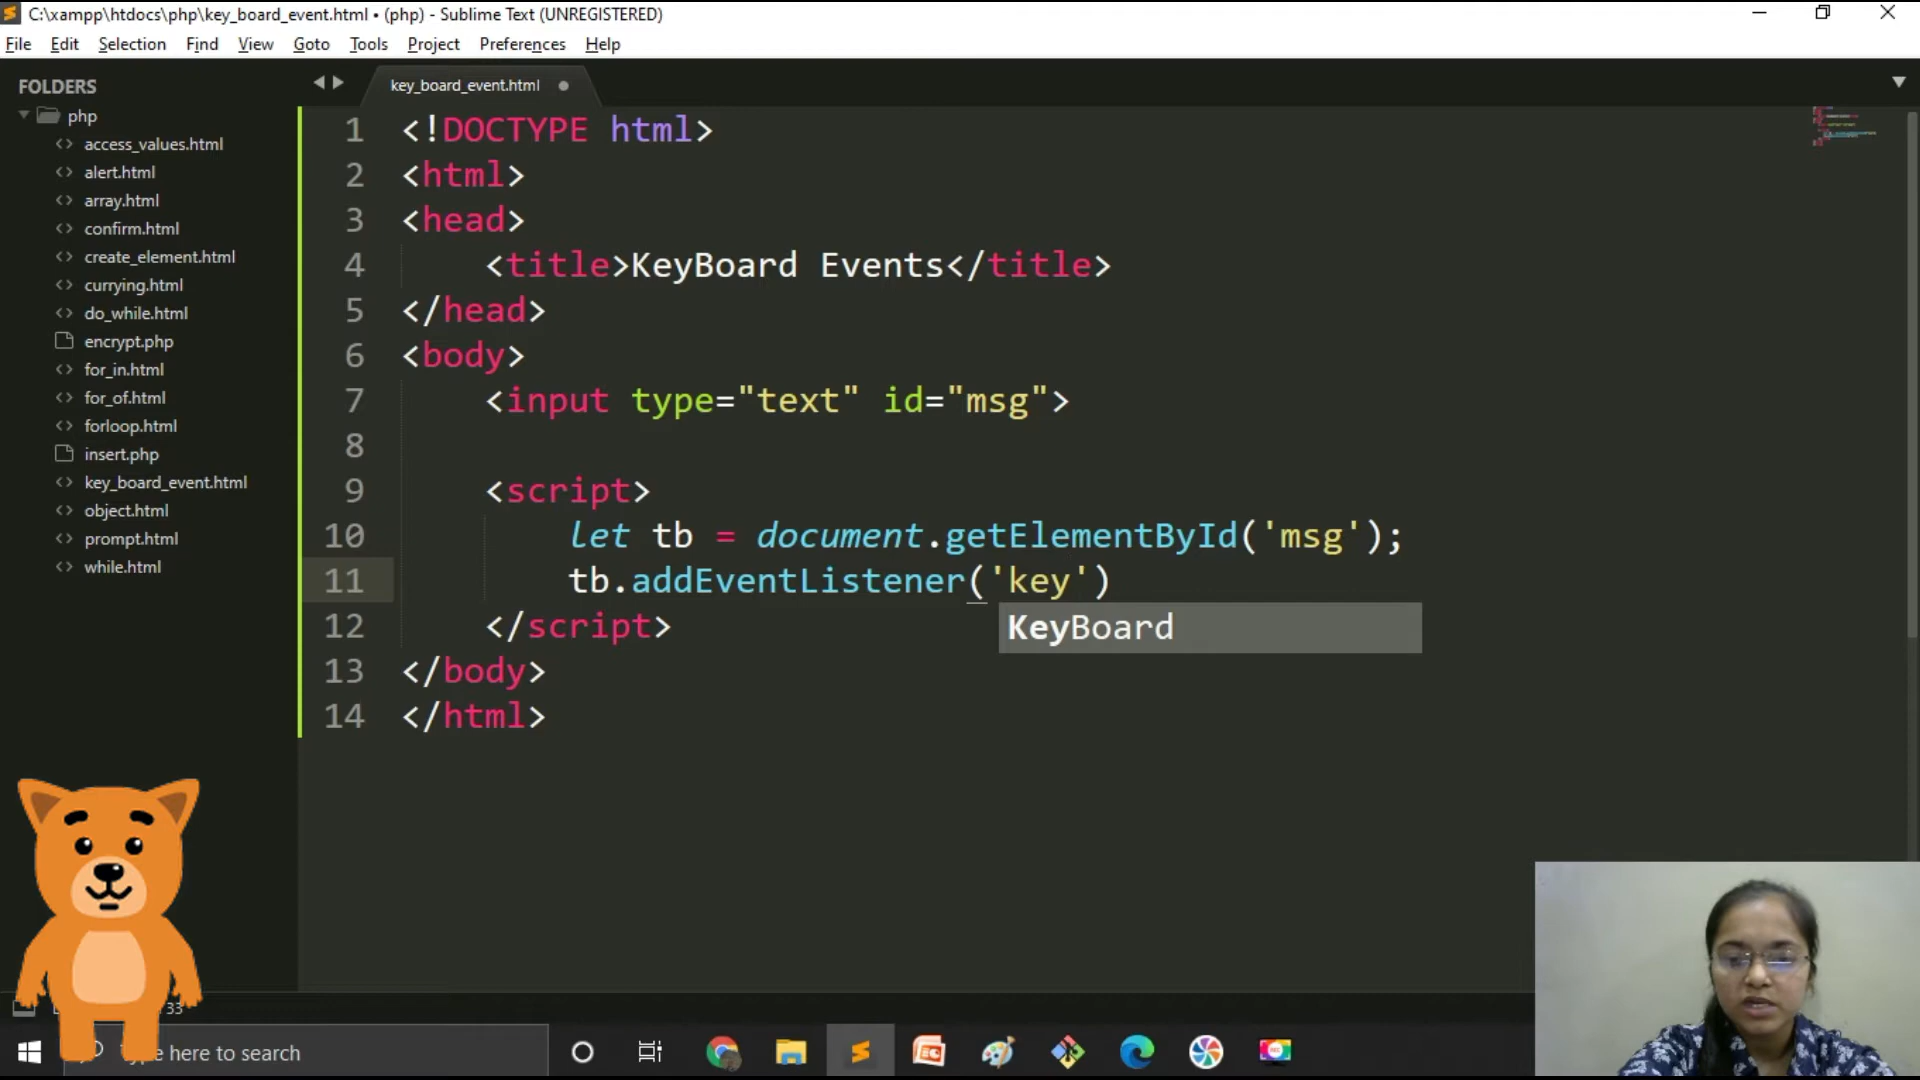 C:\xampp\htdocs\php\key_board_event.html • (php) - Sublime Text (UNREGISTERED)
File Edit Selection Find View Goto Tools Project Preferences Help
FOLDERS
php
access_values.html
alert.html
array.html
confirm.html
create_element.html
currying.html
do_while.html
encrypt.php
for_in.html
for_of.html
forloop.html
insert.php
key_board_event.html
object.html
prompt.html
while.html
key_board_event.html
1 <!DOCTYPE html>
2 <html>
3 <head>
4 <title>KeyBoard Events</title>
5 </head>
6 <body>
7 <input type="text" id="msg">
8
9 <script>
10 let tb = document.getElementById('msg');
11 tb.addEventListener('key')
KeyBoard
12 </script>
13 </body>
14 </html>
33
here to search